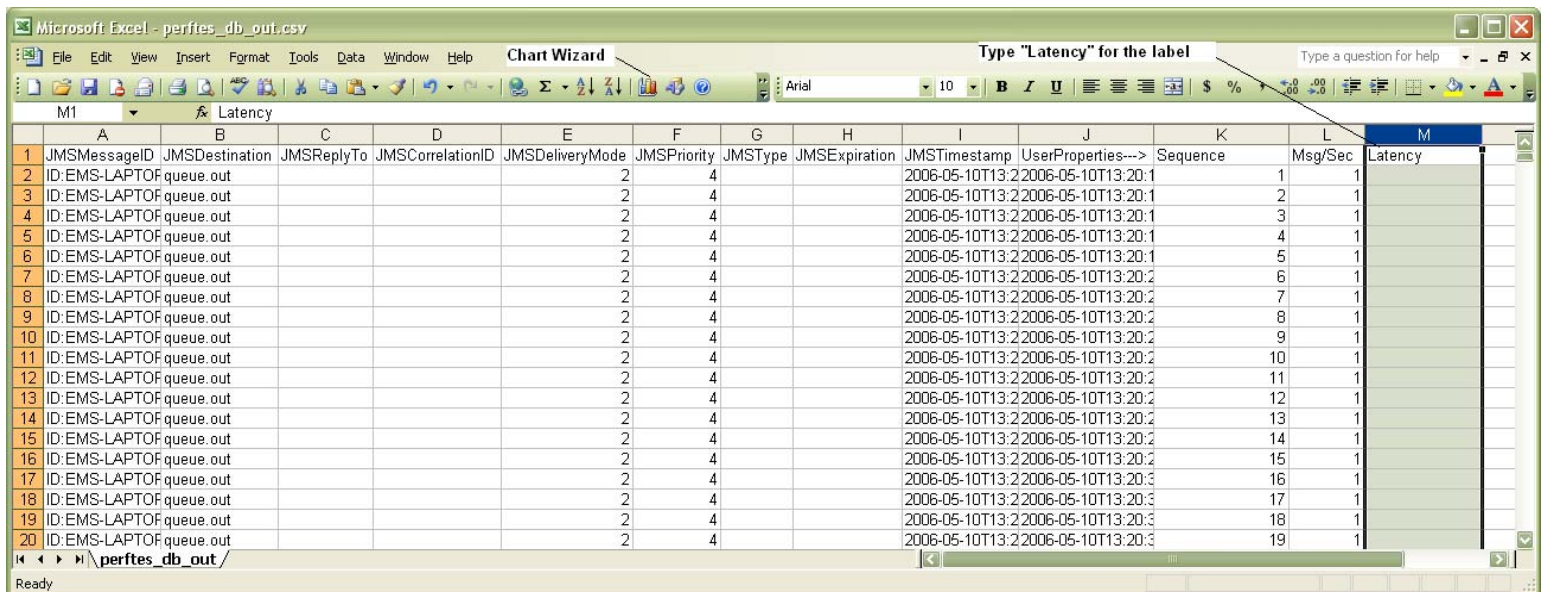 Microsoft Excel - perftes_db_out.csv
File Edit View Insert Format Tools Data Window Help Chart Wizard Type "Latency" for the label Type a question for help
Arial 10 B I U $ %
M1 fx Latency
A B C D E F G H I J K L M
1 JMSMessageID JMSDestination JMSReplyTo JMSCorrelationID JMSDeliveryMode JMSPriority JMSType JMSExpiration JMSTimestamp UserProperties---> Sequence Msg/Sec Latency
2 ID:EMS-LAPTOP queue.out 2 4 2006-05-10T13:2 2006-05-10T13:20:1 1 1
3 ID:EMS-LAPTOP queue.out 2 4 2006-05-10T13:2 2006-05-10T13:20:1 2 1
4 ID:EMS-LAPTOP queue.out 2 4 2006-05-10T13:2 2006-05-10T13:20:1 3 1
5 ID:EMS-LAPTOP queue.out 2 4 2006-05-10T13:2 2006-05-10T13:20:1 4 1
6 ID:EMS-LAPTOP queue.out 2 4 2006-05-10T13:2 2006-05-10T13:20:1 5 1
7 ID:EMS-LAPTOP queue.out 2 4 2006-05-10T13:2 2006-05-10T13:20:2 6 1
8 ID:EMS-LAPTOP queue.out 2 4 2006-05-10T13:2 2006-05-10T13:20:2 7 1
9 ID:EMS-LAPTOP queue.out 2 4 2006-05-10T13:2 2006-05-10T13:20:2 8 1
10 ID:EMS-LAPTOP queue.out 2 4 2006-05-10T13:2 2006-05-10T13:20:2 9 1
11 ID:EMS-LAPTOP queue.out 2 4 2006-05-10T13:2 2006-05-10T13:20:2 10 1
12 ID:EMS-LAPTOP queue.out 2 4 2006-05-10T13:2 2006-05-10T13:20:2 11 1
13 ID:EMS-LAPTOP queue.out 2 4 2006-05-10T13:2 2006-05-10T13:20:2 12 1
14 ID:EMS-LAPTOP queue.out 2 4 2006-05-10T13:2 2006-05-10T13:20:2 13 1
15 ID:EMS-LAPTOP queue.out 2 4 2006-05-10T13:2 2006-05-10T13:20:2 14 1
16 ID:EMS-LAPTOP queue.out 2 4 2006-05-10T13:2 2006-05-10T13:20:2 15 1
17 ID:EMS-LAPTOP queue.out 2 4 2006-05-10T13:2 2006-05-10T13:20:3 16 1
18 ID:EMS-LAPTOP queue.out 2 4 2006-05-10T13:2 2006-05-10T13:20:3 17 1
19 ID:EMS-LAPTOP queue.out 2 4 2006-05-10T13:2 2006-05-10T13:20:3 18 1
20 ID:EMS-LAPTOP queue.out 2 4 2006-05-10T13:2 2006-05-10T13:20:3 19 1
perftes_db_out
Ready